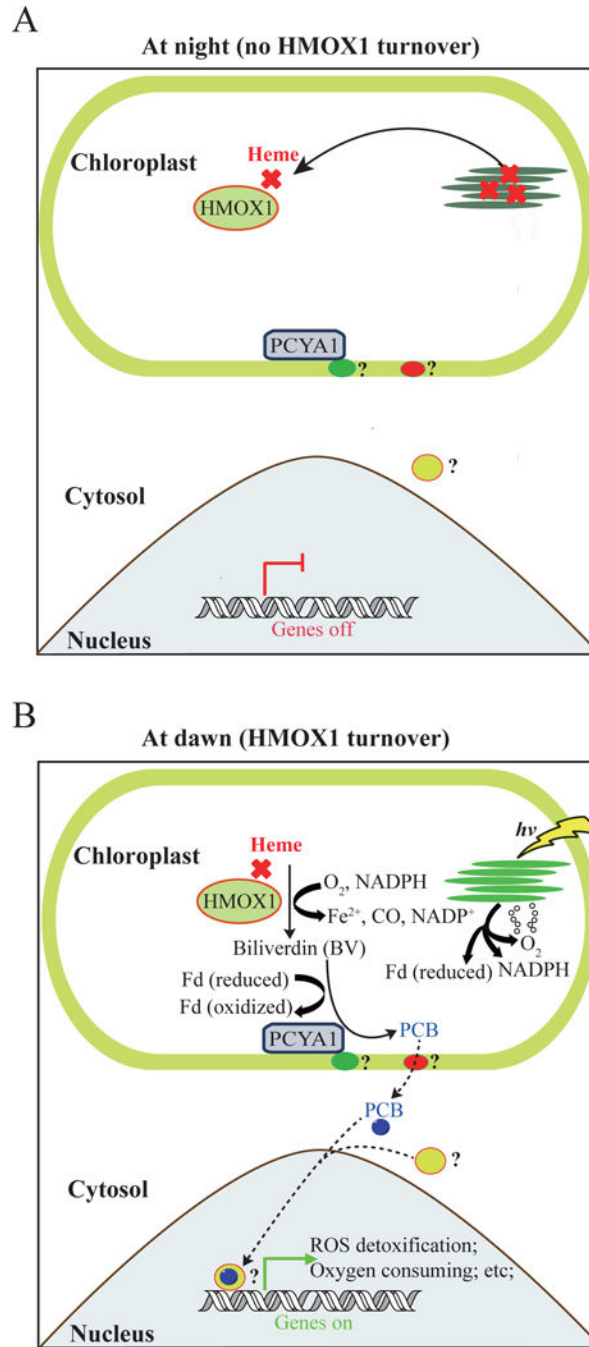 A
At night (no HMOX1 turnover)
Chloroplast
Heme
HMOX1
PCYA1
?
?
Cytosol
?
Genes off
Nucleus
B
At dawn (HMOX1 turnover)
hv
Chloroplast
Heme
HMOX1
O₂, NADPH
Fe²⁺, CO, NADP⁺
Biliverdin (BV)
O₂
Fd (reduced) NADPH
Fd (reduced)
Fd (oxidized)
PCYA1
PCB
?
?
PCB
?
Cytosol
ROS detoxification;
Oxygen consuming; etc;
?
Genes on
Nucleus